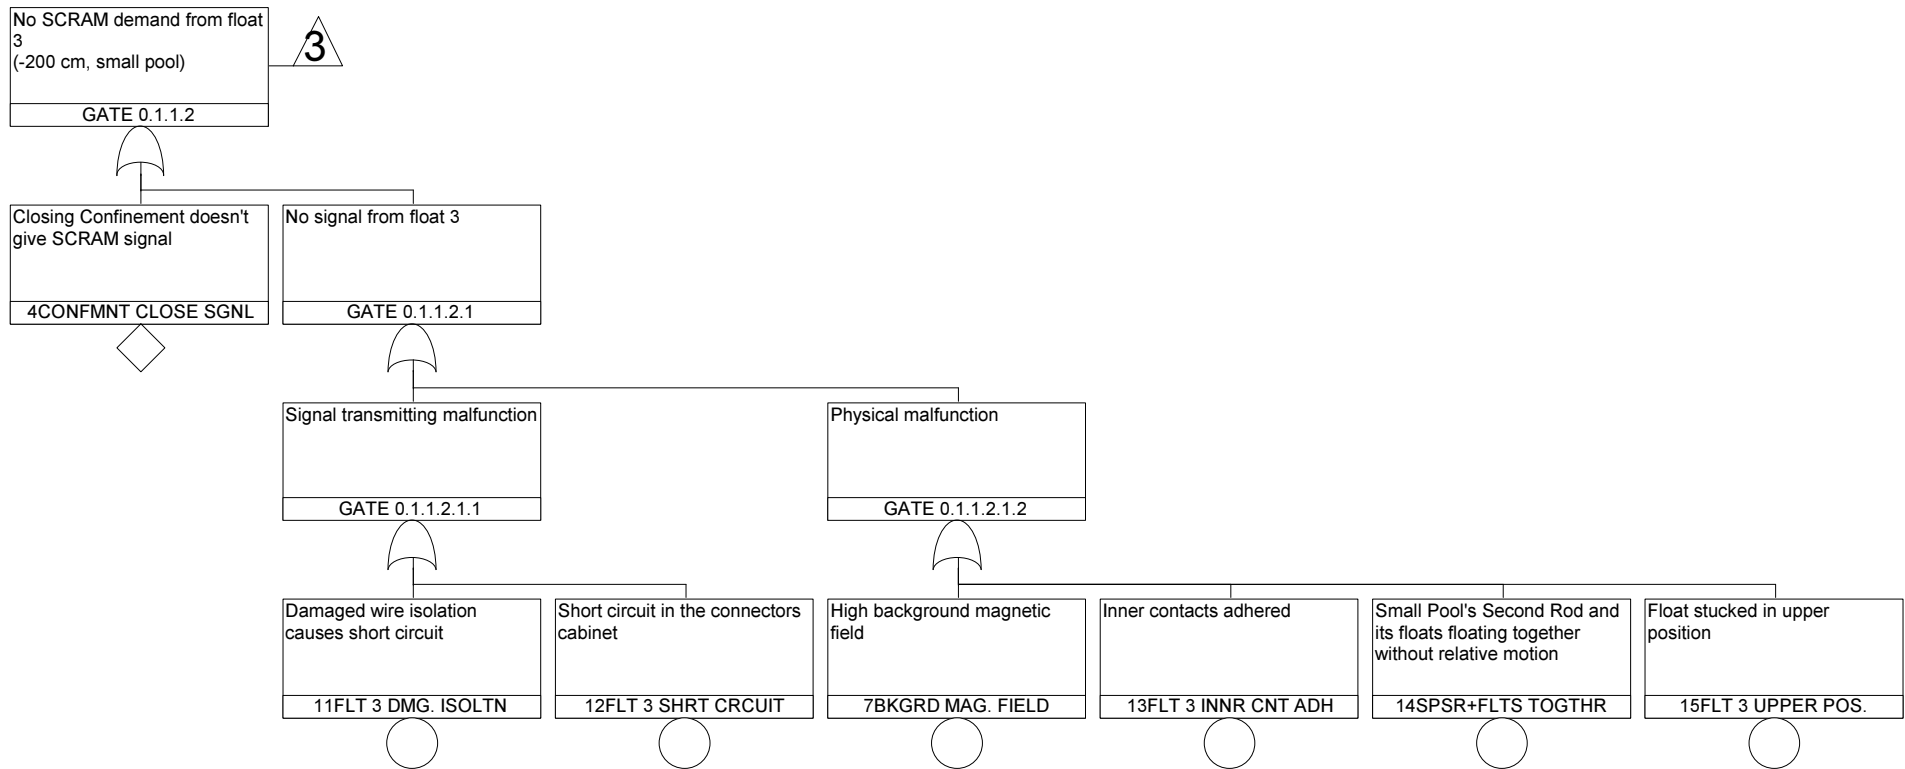 No SCRAM demand from float
3
(-200 cm, small pool)
GATE 0.1.1.2
3
Closing Confinement doesn't
give SCRAM signal
4CONFMNT CLOSE SGNL
No signal from float 3
GATE 0.1.1.2.1
Signal transmitting malfunction
GATE 0.1.1.2.1.1
Physical malfunction
GATE 0.1.1.2.1.2
Damaged wire isolation
causes short circuit
11FLT 3 DMG. ISOLTN
Short circuit in the connectors
cabinet
12FLT 3 SHRT CRCUIT
High background magnetic
field
7BKGRD MAG. FIELD
Inner contacts adhered
13FLT 3 INNR CNT ADH
Small Pool's Second Rod and
its floats floating together
without relative motion
14SPSR+FLTS TOGTHR
Float stucked in upper
position
15FLT 3 UPPER POS.